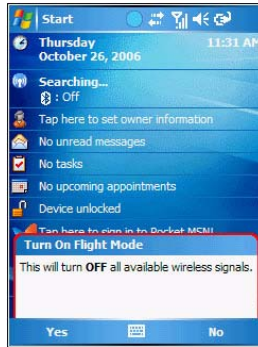 Start
Thursday 11:31 AM
October 26, 2006
Searching...
: Off
Tap here to set owner information
No unread messages
No tasks
No upcoming appointments
Device unlocked
Tap here to sign in to Pocket MSN!
Turn On Flight Mode
This will turn OFF all available wireless signals.
Yes No